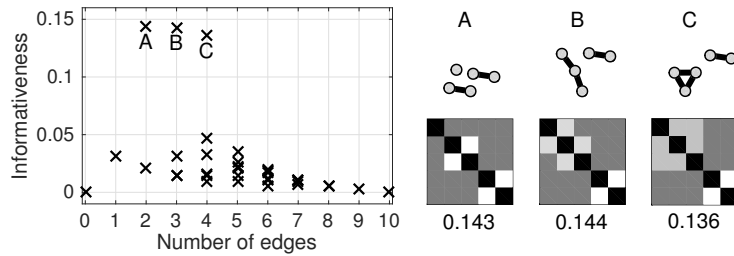 Informativeness
0.15
0.1
0.05
0
A
B
C
0 1 2 3 4 5 6 7 8 9 10
Number of edges
A B C
0.143 0.144 0.136